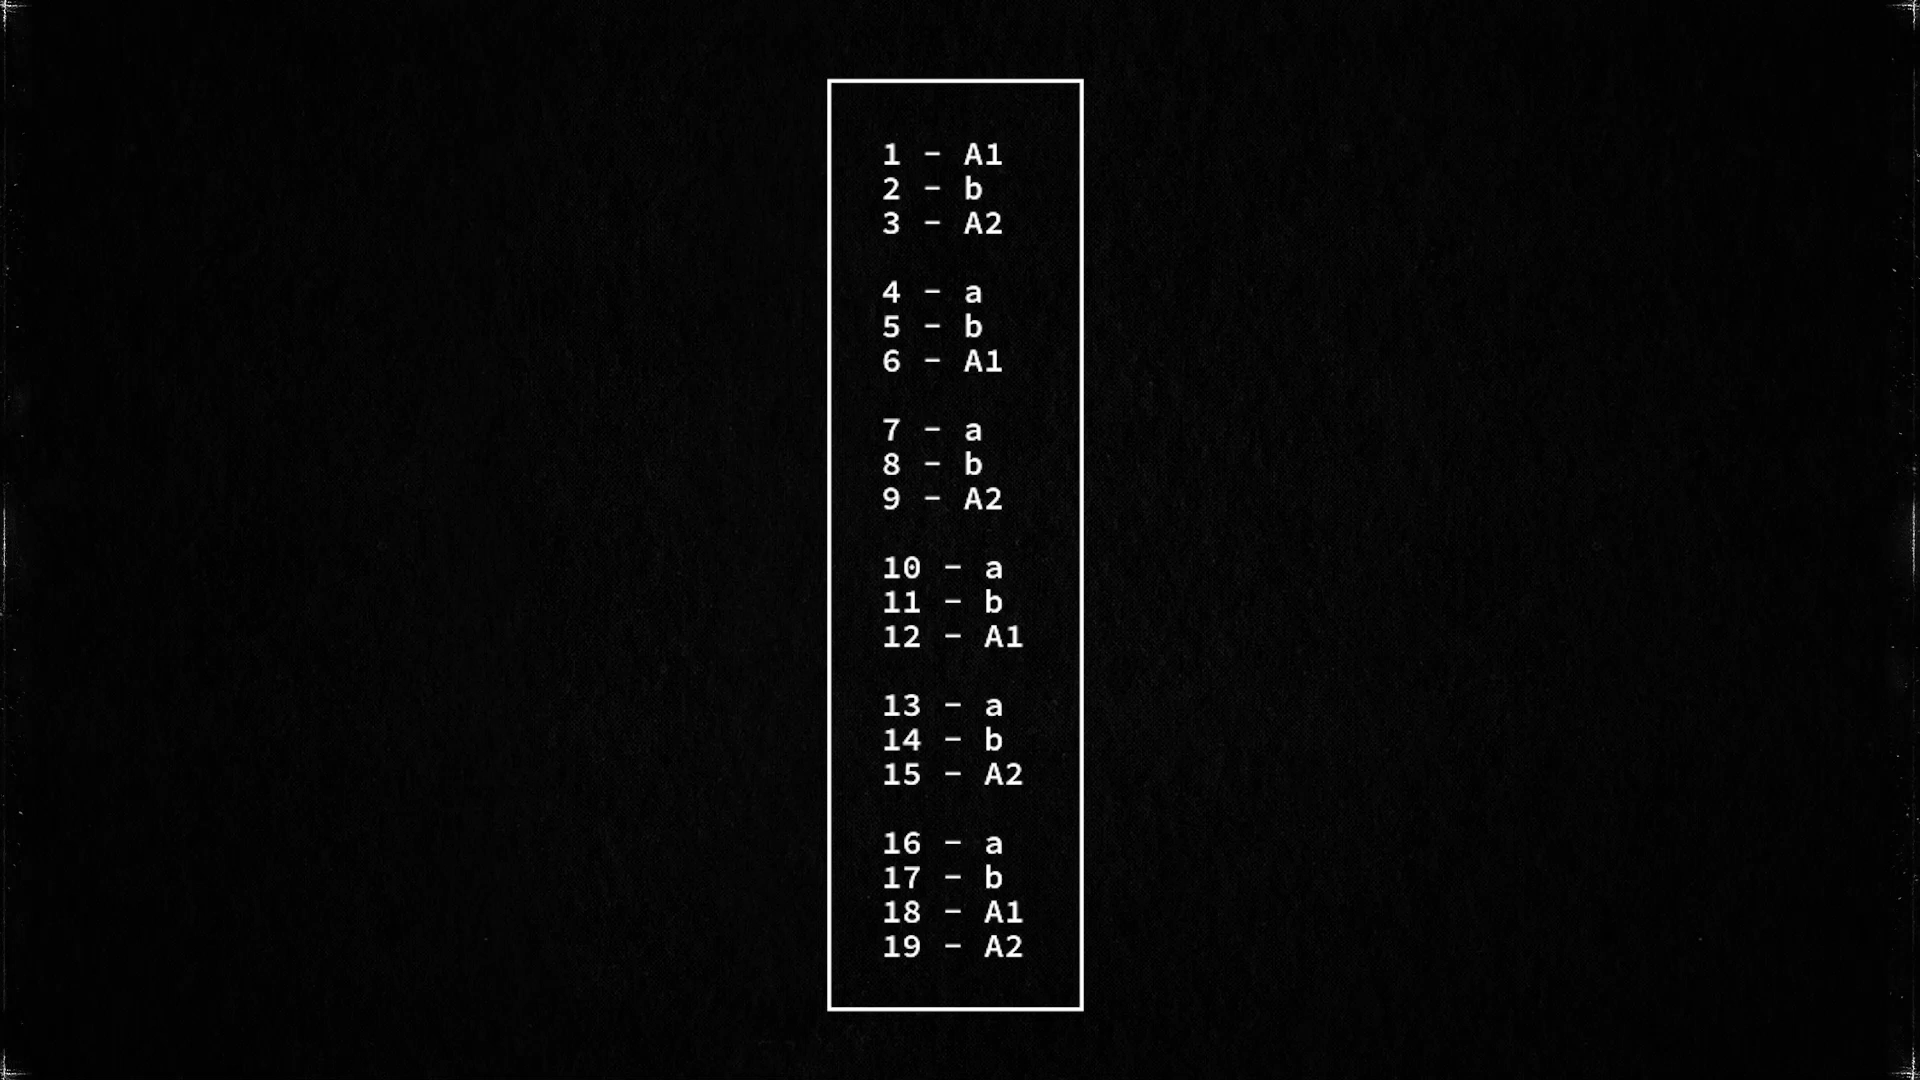 1 - A1
2 - b
3 - A2
4 - a
5 - b
6 - A1
7 - a
8 - b
9 - A2
10 - a
11 - b
12 - A1
13 - a
14 - b
15 - A2
16 - a
17 - b
18 - A1
19 - A2